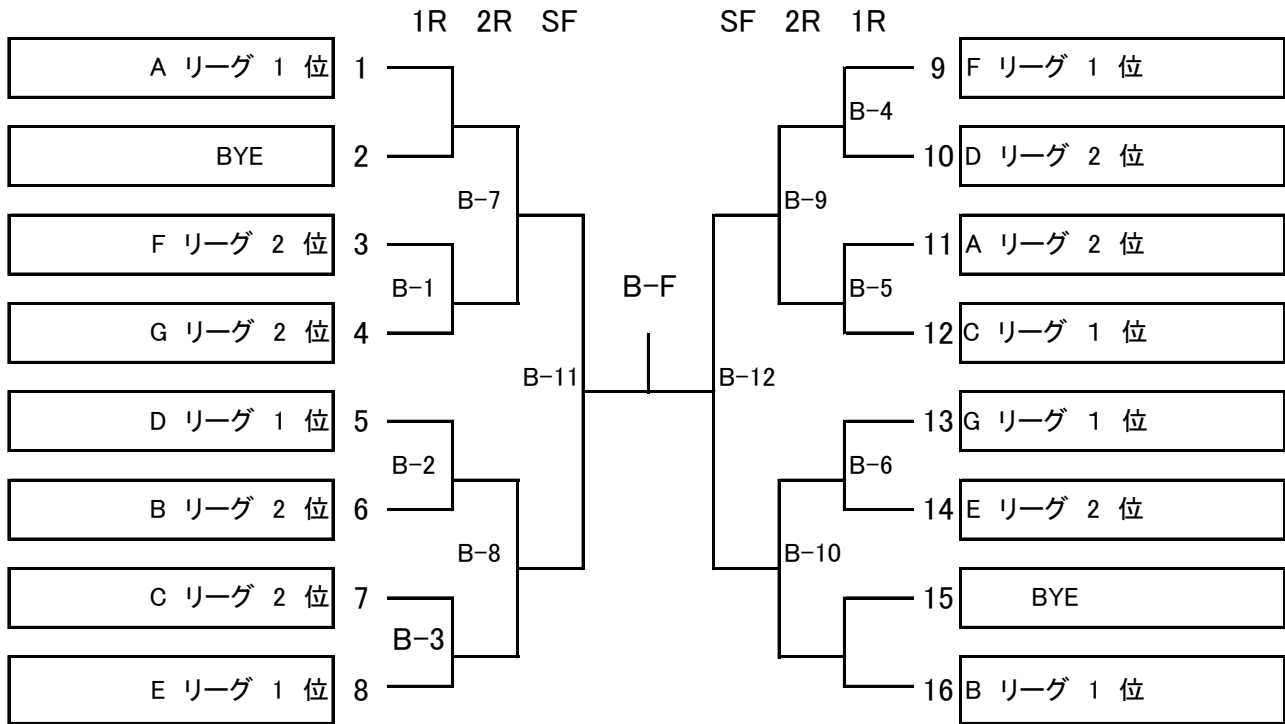 1R 2R SF SF 2R 1R
A リーグ 1 位 1 9 F リーグ 1 位
B-4
BYE 2 10 D リーグ 2 位
B-7 B-9
F リーグ 2 位 3 11 A リーグ 2 位
B-1 B-F B-5
G リーグ 2 位 4 12 C リーグ 1 位
B-11 B-12
D リーグ 1 位 5 13 G リーグ 1 位
B-2 B-6
B リーグ 2 位 6 14 E リーグ 2 位
B-8 B-10
C リーグ 2 位 7 15 BYE
B-3
E リーグ 1 位 8 16 B リーグ 1 位